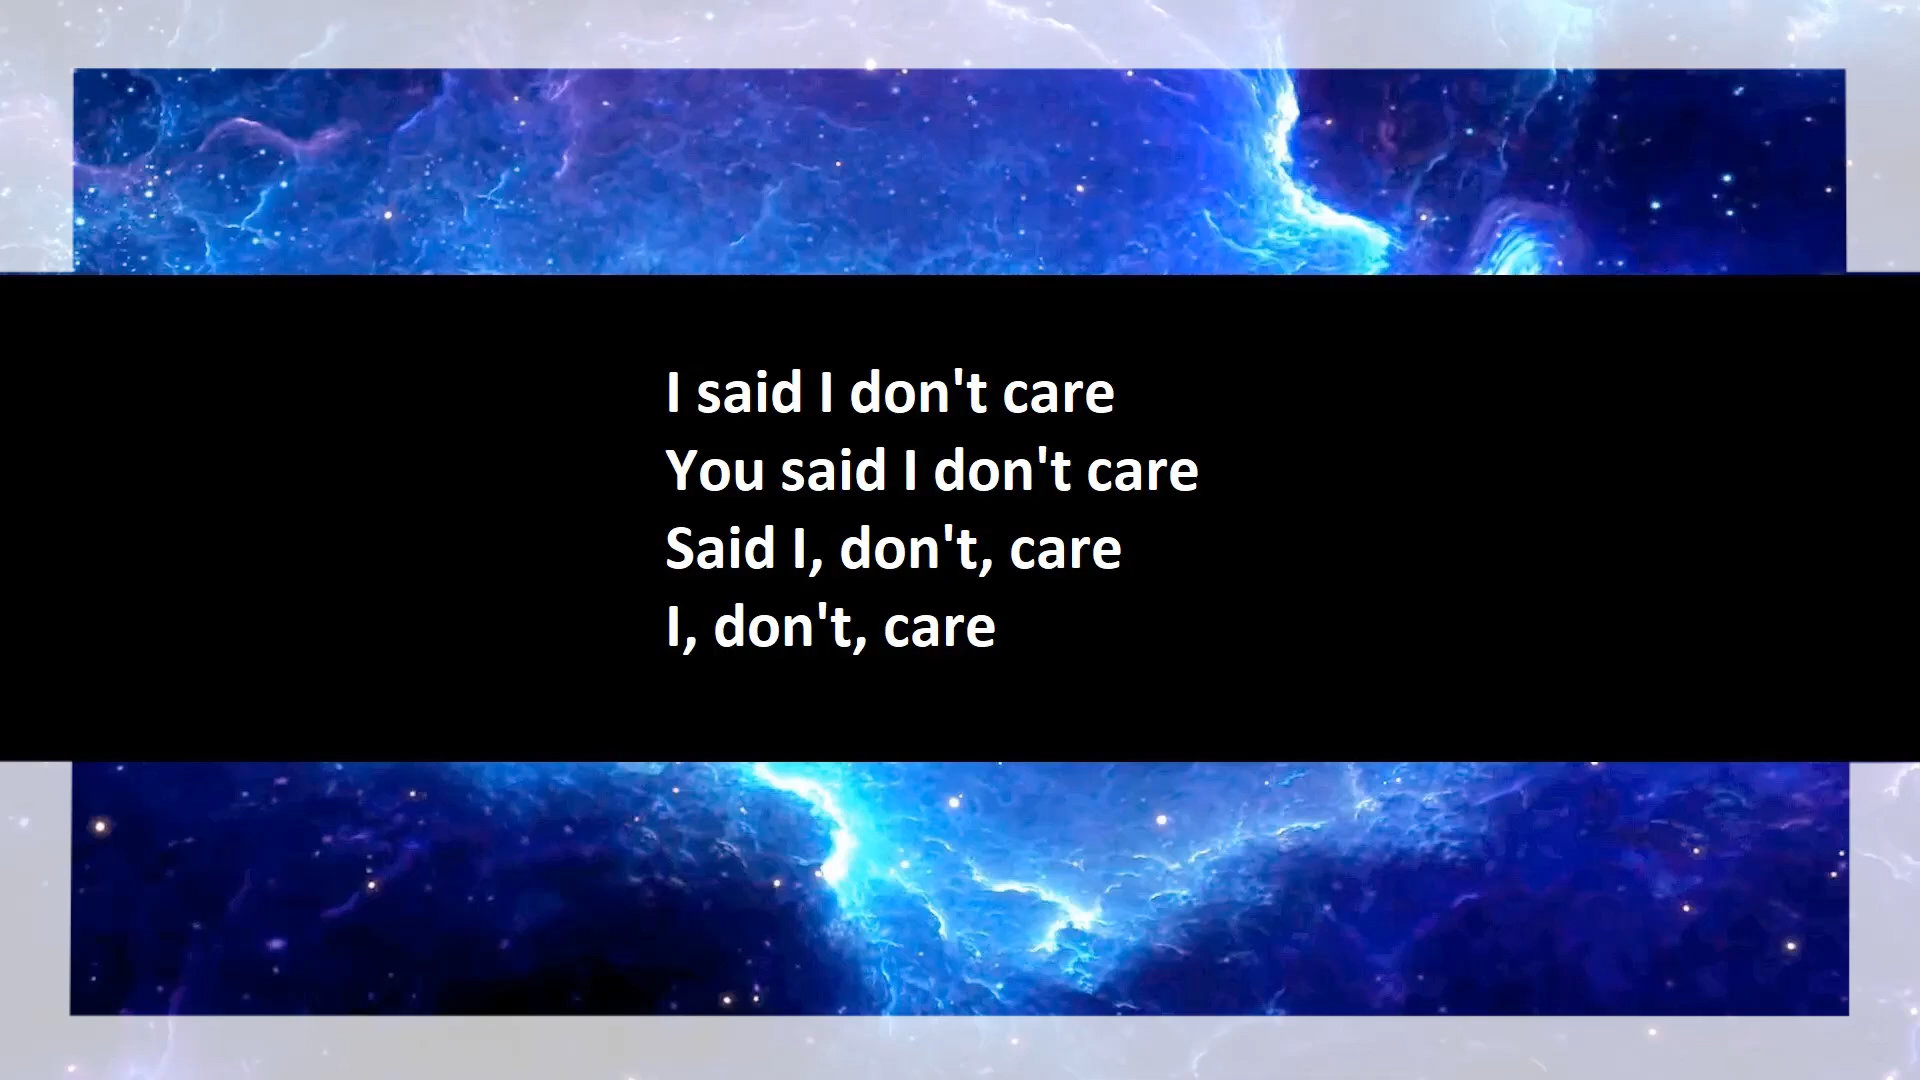 I said I don't care
You said I don't care
Said I, don't, care
I, don't, care